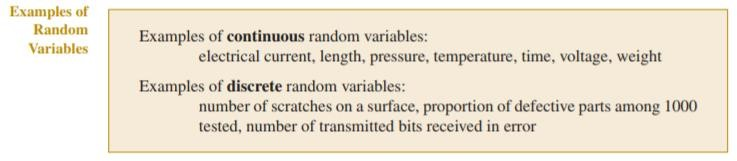 Examples of
Random
Variables
Examples of continuous random variables:
electrical current, length, pressure, temperature, time, voltage, weight
Examples of discrete random variables:
number of scratches on a surface, proportion of defective parts among 1000
tested, number of transmitted bits received in error